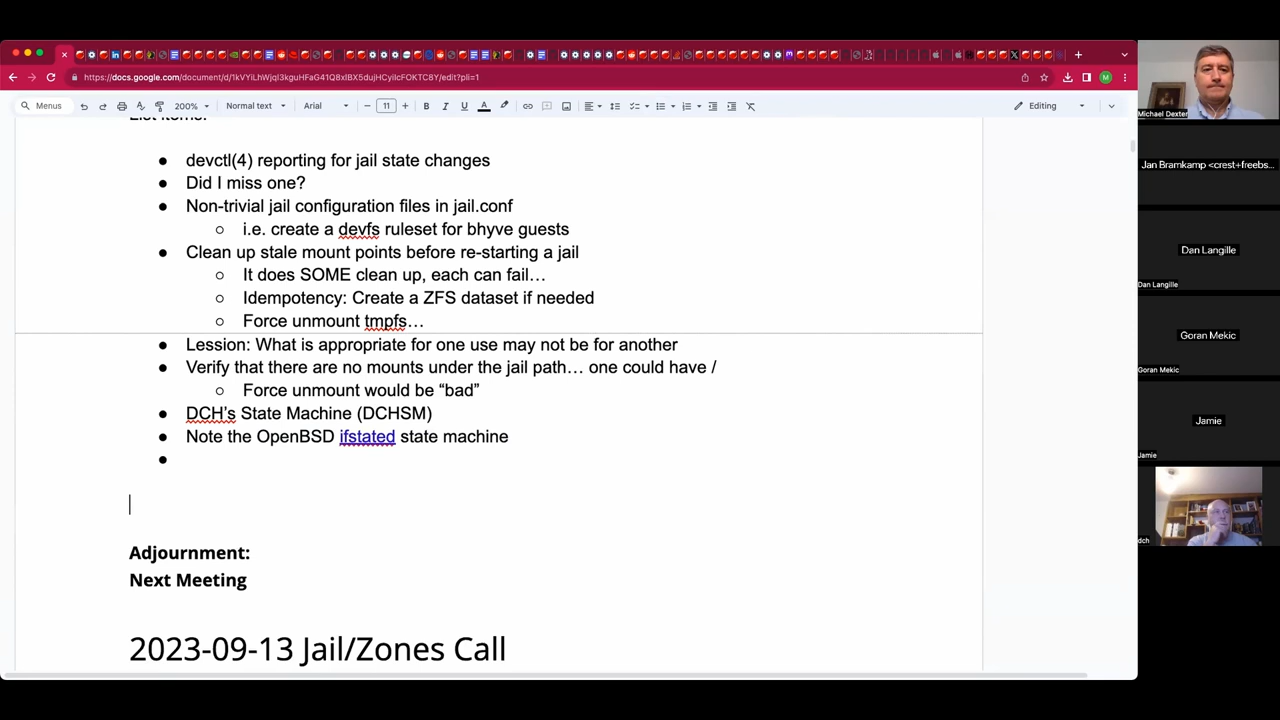 https://docs.google.com/document/d/1kVYiLhWjql3kguHFaG41Q8xIBX5dujHCyilcFOKTC8Y/edit?pli=1
M
Menus
200%
Normal text
Arial
11
B
I
U
A
Editing
List items:
devctl(4) reporting for jail state changes
Did I miss one?
Non-trivial jail configuration files in jail.conf
i.e. create a devfs ruleset for bhyve guests
Clean up stale mount points before re-starting a jail
It does SOME clean up, each can fail…
Idempotency: Create a ZFS dataset if needed
Force unmount tmpfs…
Lession: What is appropriate for one use may not be for another
Verify that there are no mounts under the jail path… one could have /
Force unmount would be “bad”
DCH’s State Machine (DCHSM)
Note the OpenBSD ifstated state machine
Adjournment:
Next Meeting
2023-09-13 Jail/Zones Call
Michael Dexter
Jan Bramkamp <crest+freebs...
Dan Langille
Dan Langille
Goran Mekic
Goran Mekic
Jamie
Jamie
dch